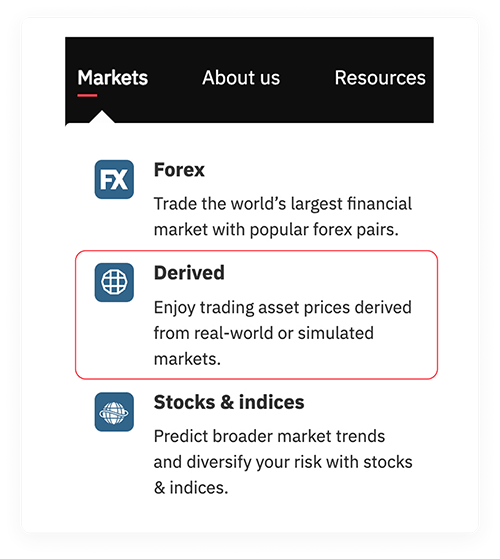 Markets About us Resources
FX
Forex
Trade the world’s largest financial
market with popular forex pairs.
Derived
Enjoy trading asset prices derived
from real-world or simulated
markets.
Stocks & indices
Predict broader market trends
and diversify your risk with stocks
& indices.